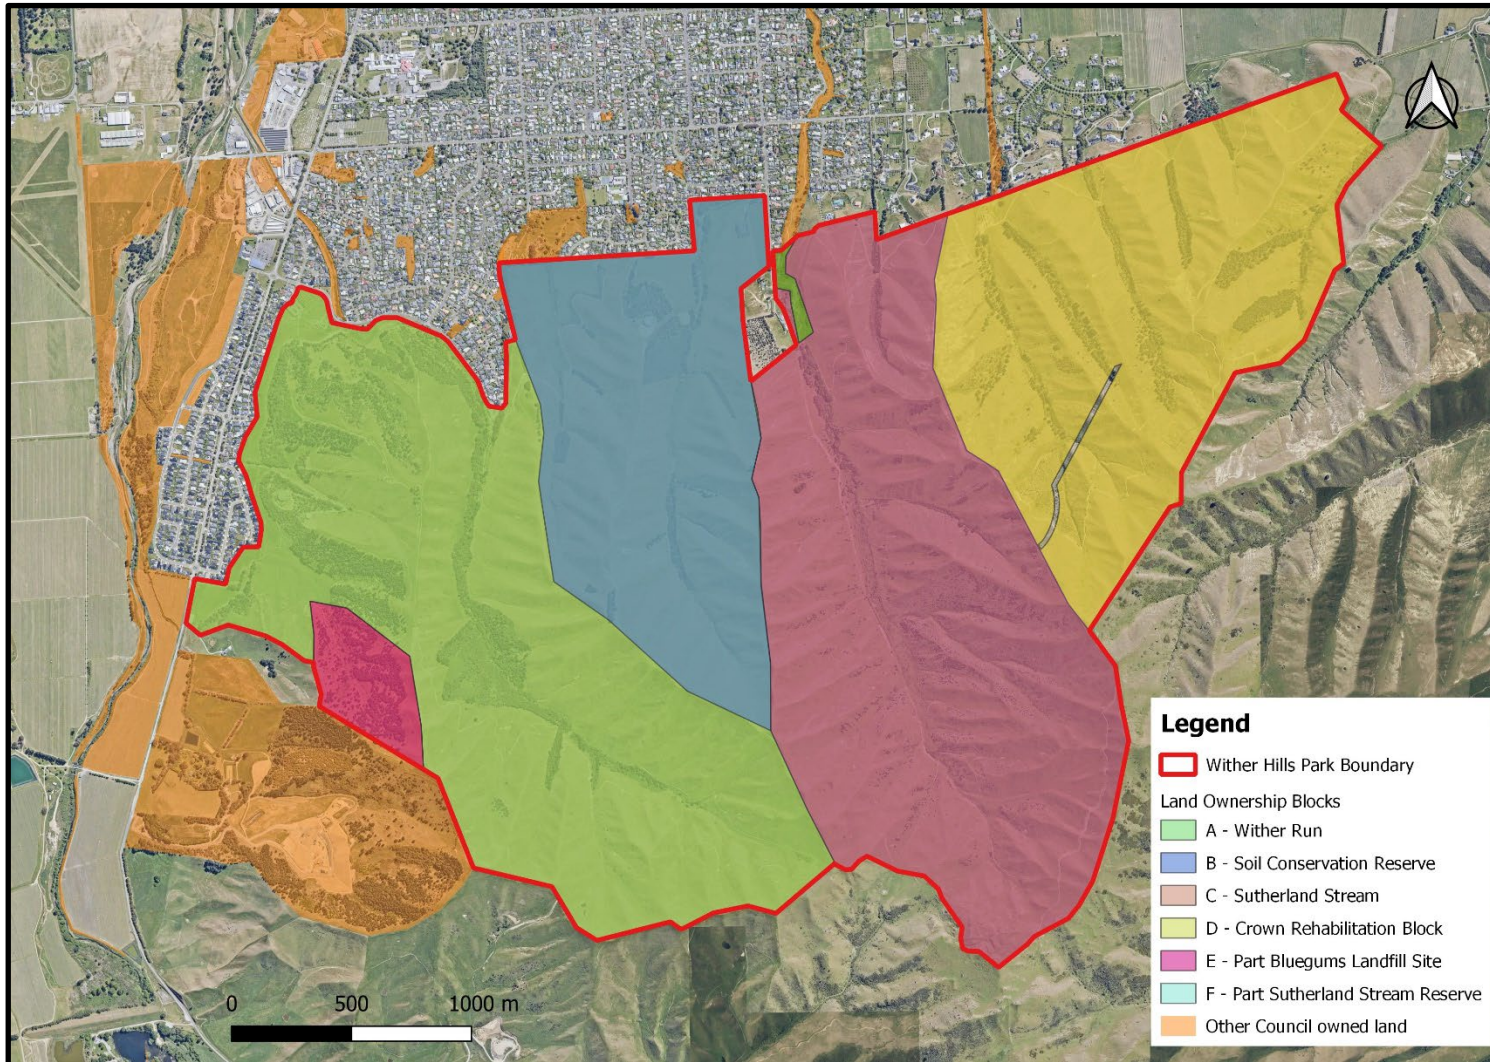 Legend
Wither Hills Park Boundary
Land Ownership Blocks
A - Wither Run
B - Soil Conservation Reserve
C - Sutherland Stream
D - Crown Rehabilitation Block
E - Part Bluegums Landfill Site
F - Part Sutherland Stream Reserve
Other Council owned land
0 500 1000 m